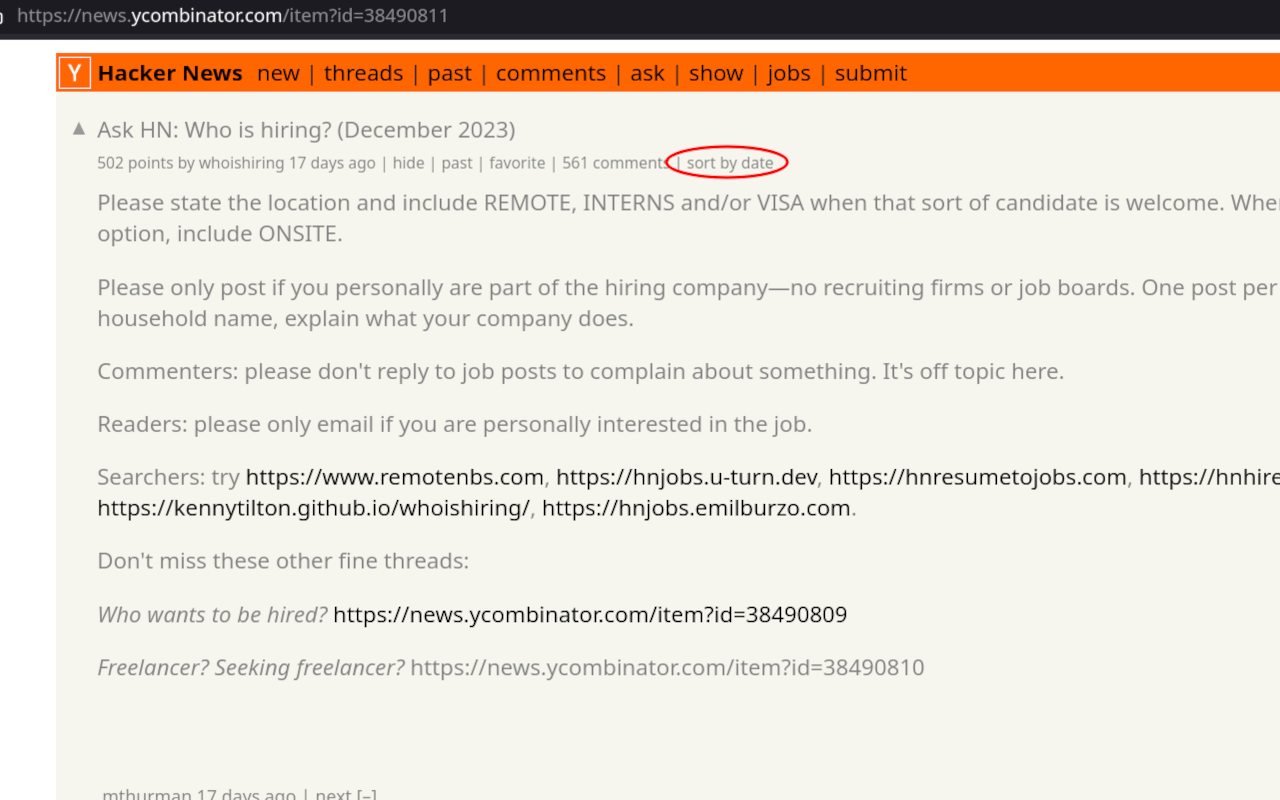 https://news.ycombinator.com/item?id=38490811
Y Hacker News new | threads | past | comments | ask | show | jobs | submit
▲ Ask HN: Who is hiring? (December 2023)
502 points by whoishiring 17 days ago | hide | past | favorite | 561 comments | sort by date
Please state the location and include REMOTE, INTERNS and/or VISA when that sort of candidate is welcome.
option, include ONSITE.
Please only post if you personally are part of the hiring company—no recruiting firms or job boards. One post per
household name, explain what your company does.
Commenters: please don't reply to job posts to complain about something. It's off topic here.
Readers: please only email if you are personally interested in the job.
Searchers: try https://www.remotenbs.com, https://hnjobs.u-turn.dev, https://hnresumetojobs.com, https://hnhire
https://kennytilton.github.io/whoishiring/, https://hnjobs.emilburzo.com.
Don't miss these other fine threads:
Who wants to be hired? https://news.ycombinator.com/item?id=38490809
Freelancer? Seeking freelancer? https://news.ycombinator.com/item?id=38490810
mthurman 17 days ago | next [–]